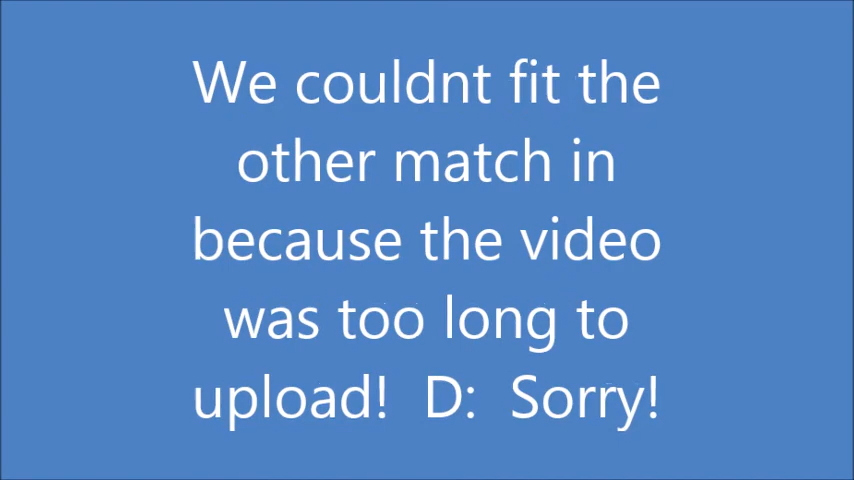 We couldnt fit the
other match in
because the video
was too long to
upload!  D:  Sorry!